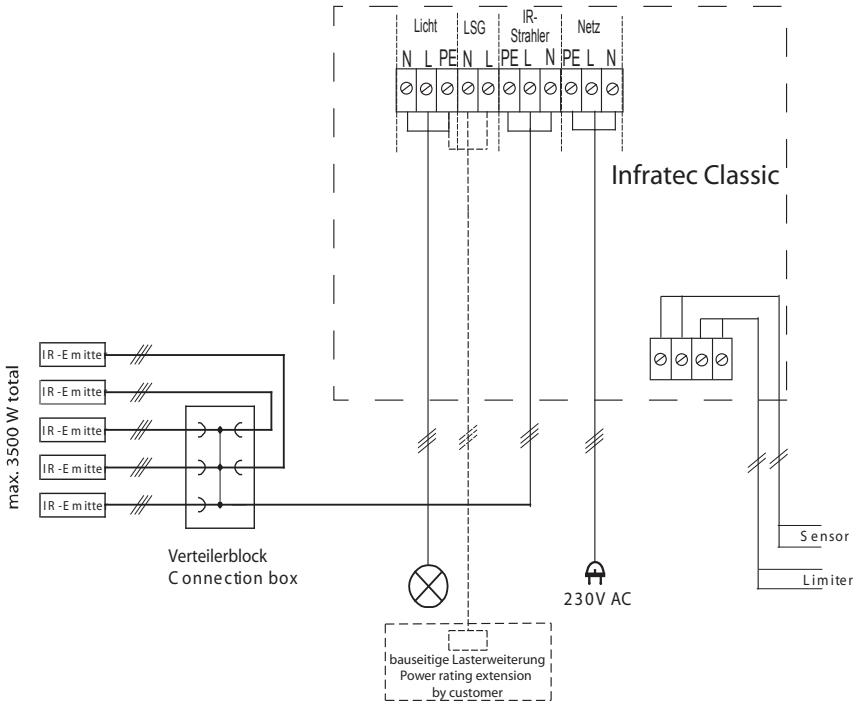 Licht
LSG
IR-
Strahler
Netz
N L PE N L PE L N PE L N
Infratec Classic
max. 3500 W total
IR-Emitte
IR-Emitte
IR-Emitte
IR-Emitte
IR-Emitte
Verteilerblock
Connection box
230V AC
Sensor
Limiter
bauseitige Lasterweiterung
Power rating extension
by customer